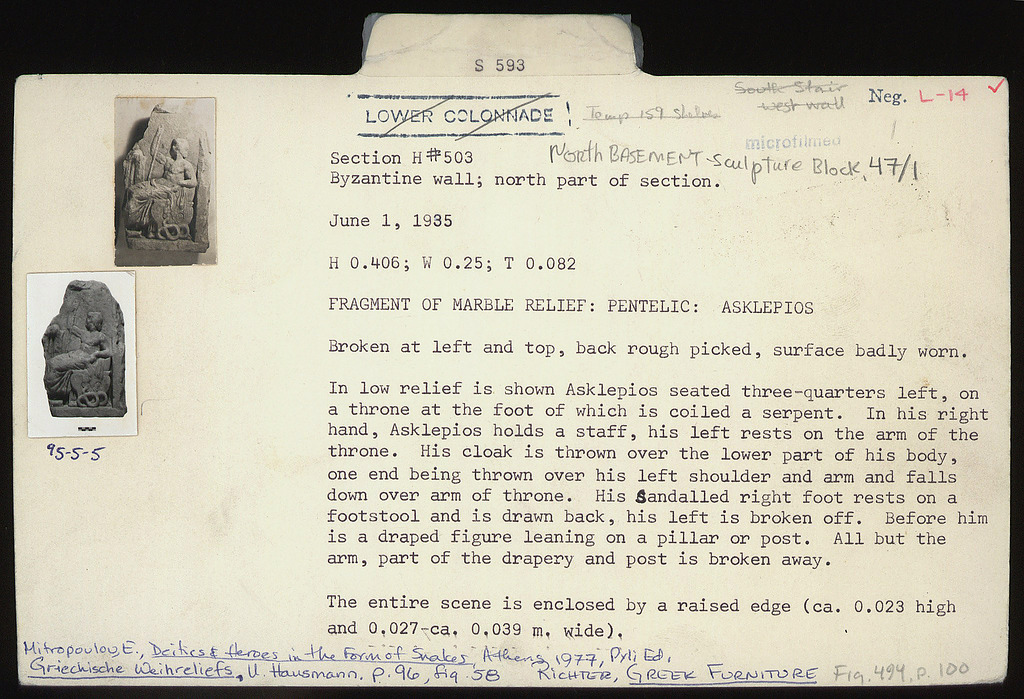 S 593
South Stair
west wall
Neg. L-14
LOWER COLONNADE !
Temp 159 Shelves
microfilmed
Section H #503
NORTH BASEMENT - Sculpture Block, 47/1
Byzantine wall; north part of section.
June 1, 1935
H 0.406; W 0.25; T 0.082
FRAGMENT OF MARBLE RELIEF: PENTELIC: ASKLEPIOS
Broken at left and top, back rough picked, surface badly worn.
In low relief is shown Asklepios seated three-quarters left, on
a throne at the foot of which is coiled a serpent. In his right
hand, Asklepios holds a staff, his left rests on the arm of the
throne. His cloak is thrown over the lower part of his body,
one end being thrown over his left shoulder and arm and falls
down over arm of throne. His Sandalled right foot rests on a
footstool and is drawn back, his left is broken off. Before him
is a draped figure leaning on a pillar or post. All but the
arm, part of the drapery and post is broken away.
The entire scene is enclosed by a raised edge (ca. 0.023 high
and 0.027-ca. 0.039 m. wide).
95-5-5
Mitropoulou, E., Deities & Heroes in the Form of Snakes, Athens, 1977, Pyli Ed.
Griechische Weihreliefs, U. Hausmann. p. 96, fig. 58
RICHTER, GREEK FURNITURE Fig. 494, p. 100